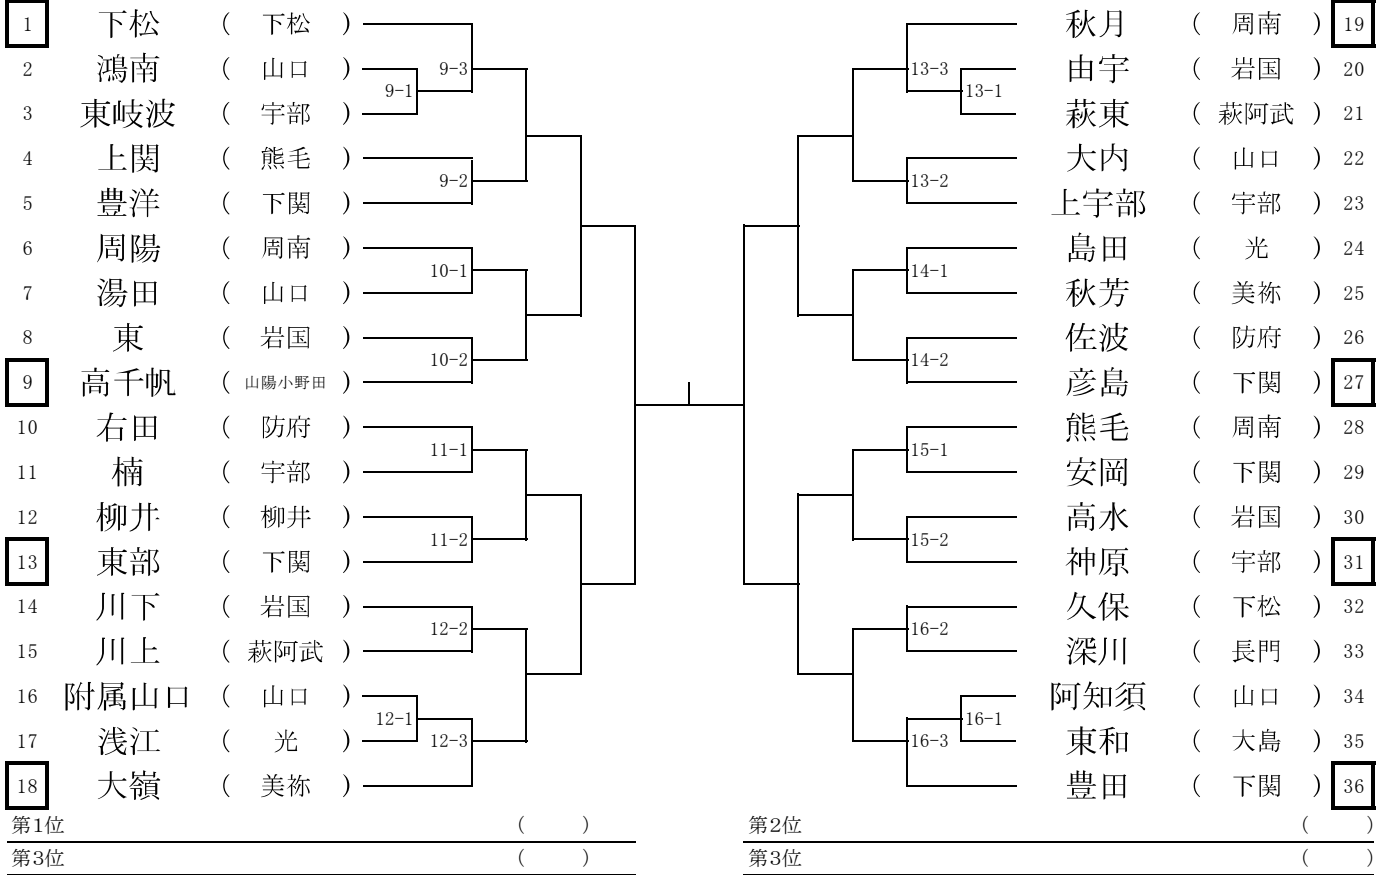 1 下松 ( 下松 ) 秋月 ( 周南 ) 19
2 鴻南 ( 山口 ) 9-3 13-3 由宇 ( 岩国 ) 20
9-1 13-1
3 東岐波 ( 宇部 ) 萩東 ( 萩阿武 ) 21
4 上関 ( 熊毛 ) 大内 ( 山口 ) 22
9-2 13-2
5 豊洋 ( 下関 ) 上宇部 ( 宇部 ) 23
6 周陽 ( 周南 ) 島田 ( 光 ) 24
10-1 14-1
7 湯田 ( 山口 ) 秋芳 ( 美祢 ) 25
8 東 ( 岩国 ) 佐波 ( 防府 ) 26
10-2 14-2
9 高千帆 ( 山陽小野田 ) 彦島 ( 下関 ) 27
10 右田 ( 防府 ) 熊毛 ( 周南 ) 28
11-1 15-1
11 楠 ( 宇部 ) 安岡 ( 下関 ) 29
12 柳井 ( 柳井 ) 高水 ( 岩国 ) 30
11-2 15-2
13 東部 ( 下関 ) 神原 ( 宇部 ) 31
14 川下 ( 岩国 ) 久保 ( 下松 ) 32
12-2 16-2
15 川上 ( 萩阿武 ) 深川 ( 長門 ) 33
16 附属山口 ( 山口 ) 阿知須 ( 山口 ) 34
12-1 16-1
17 浅江 ( 光 ) 12-3 16-3 東和 ( 大島 ) 35
18 大嶺 ( 美祢 ) 豊田 ( 下関 ) 36
第1位 ( ) 第2位 ( )
第3位 ( ) 第3位 ( )